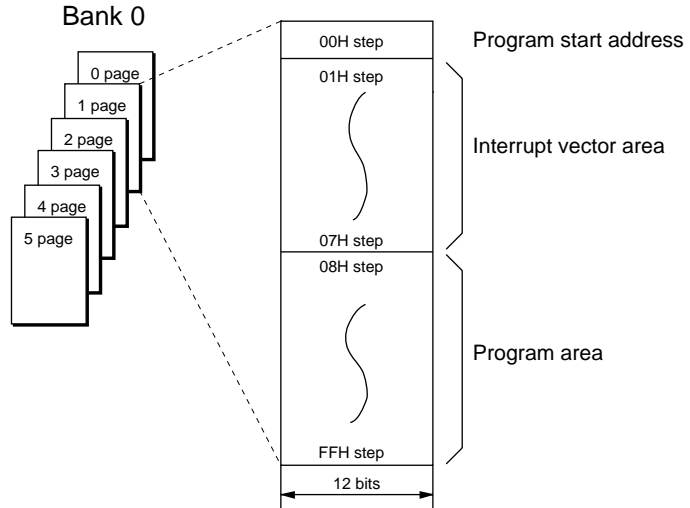 Bank 0
0 page
1 page
2 page
3 page
4 page
5 page
00H step
Program start address
01H step
Interrupt vector area
07H step
08H step
Program area
FFH step
12 bits